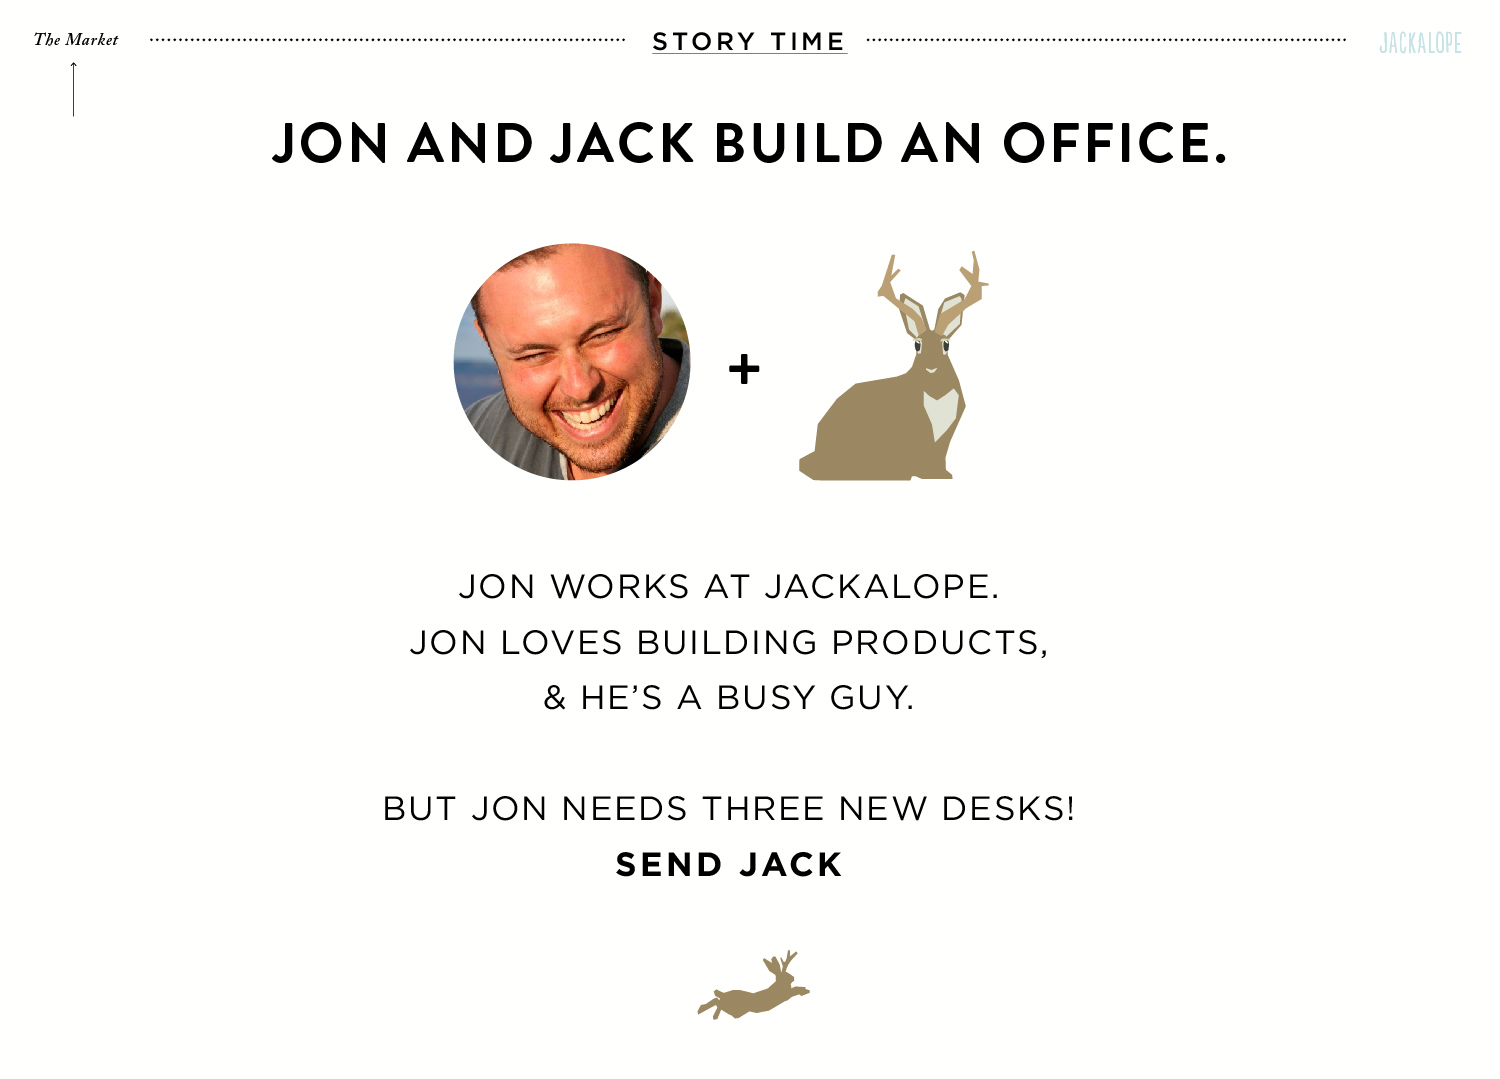 The Market
STORY TIME
JACKALOPE
JON AND JACK BUILD AN OFFICE.
+
JON WORKS AT JACKALOPE.
JON LOVES BUILDING PRODUCTS,
& HE’S A BUSY GUY.
BUT JON NEEDS THREE NEW DESKS!
SEND JACK